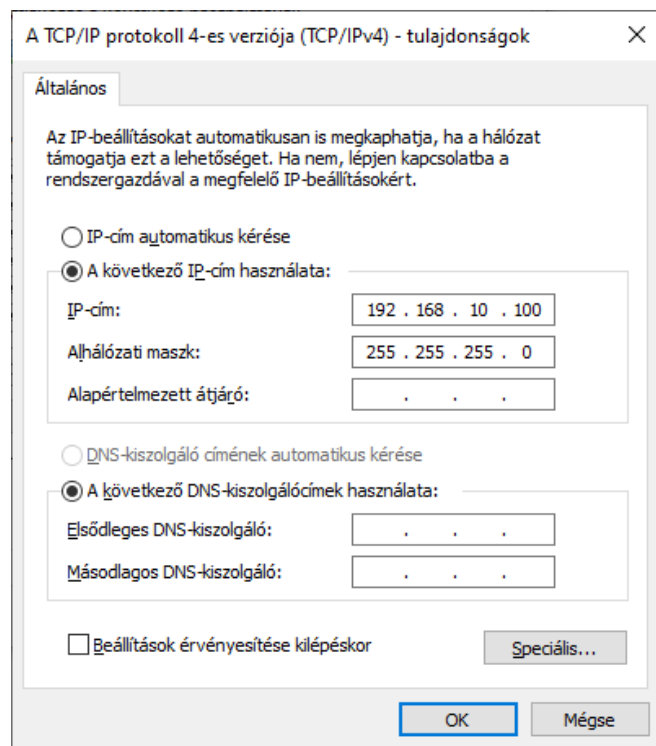 A TCP/IP protokoll 4-es verziója (TCP/IPv4) - tulajdonságok
Általános
Az IP-beállításokat automatikusan is megkaphatja, ha a hálózat
támogatja ezt a lehetőséget. Ha nem, lépjen kapcsolatba a
rendszergazdával a megfelelő IP-beállításokért.
IP-cím automatikus kérése
A következő IP-cím használata:
IP-cím: 192 . 168 . 10 . 100
Alhálózati maszk: 255 . 255 . 255 . 0
Alapértelmezett átjáró: . . .
DNS-kiszolgáló címének automatikus kérése
A következő DNS-kiszolgálócímek használata:
Elsődleges DNS-kiszolgáló: . . .
Másodlagos DNS-kiszolgáló: . . .
Beállítások érvényesítése kilépéskor Speciális...
OK Mégse